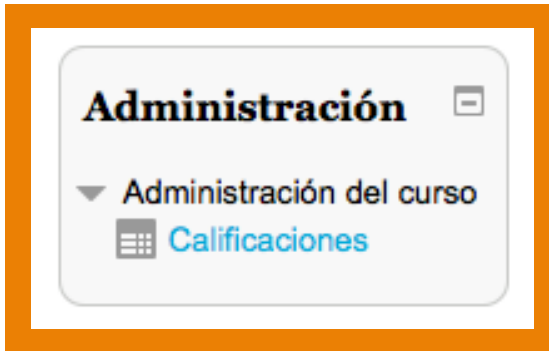 Administración
Administración del curso
Calificaciones